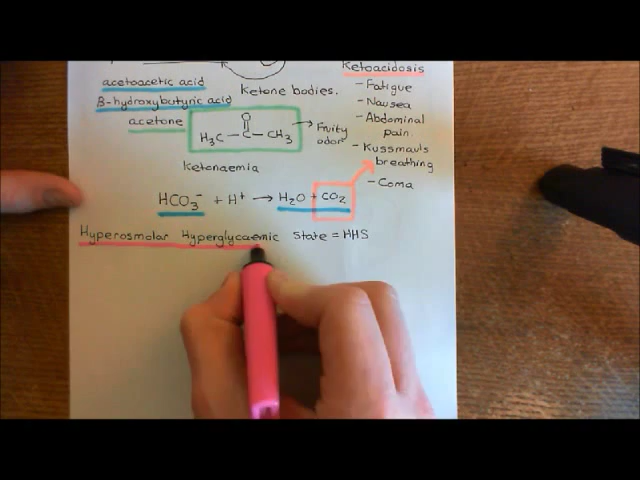 Ketoacidosis
acetoacetic acid
Ketone bodies.
- Fatigue
B-hydroxybutyric acid
- Nausea
acetone
O
H₃C - C - CH₃
Fruity
odor
- Abdominal
pain.
- Kussmauls
breathing
Ketonaemia
- Coma
HCO₃⁻ + H⁺ → H₂O + CO₂
Hyperosmolar Hyperglycaemic State = HHS